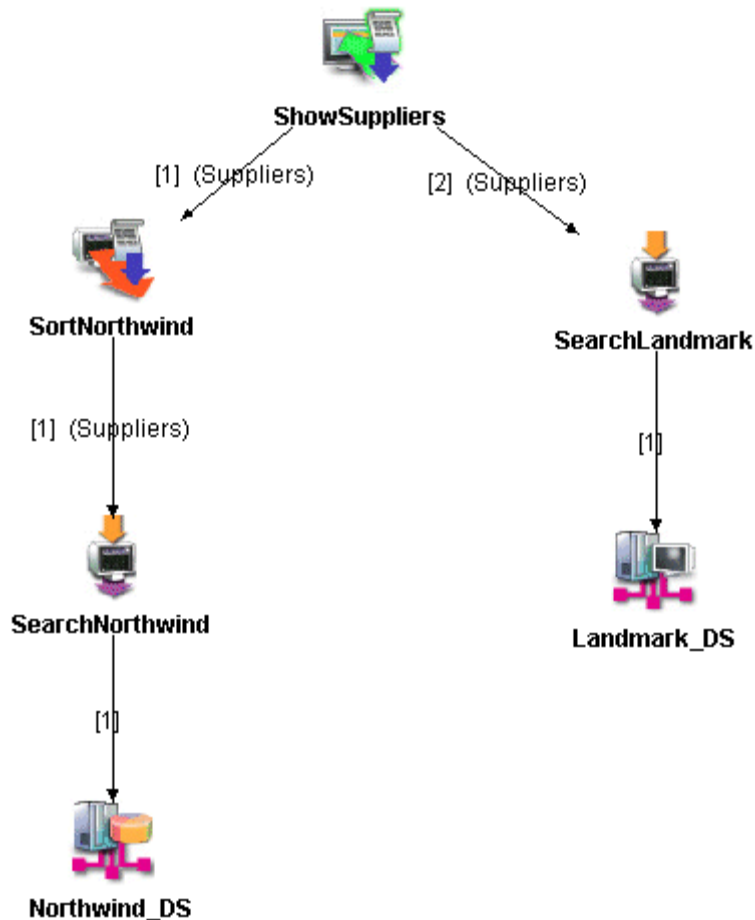 ShowSuppliers
[1] (Suppliers)
[2] (Suppliers)
SortNorthwind
SearchLandmark
[1] (Suppliers)
[1]
SearchNorthwind
Landmark_DS
[1]
Northwind_DS